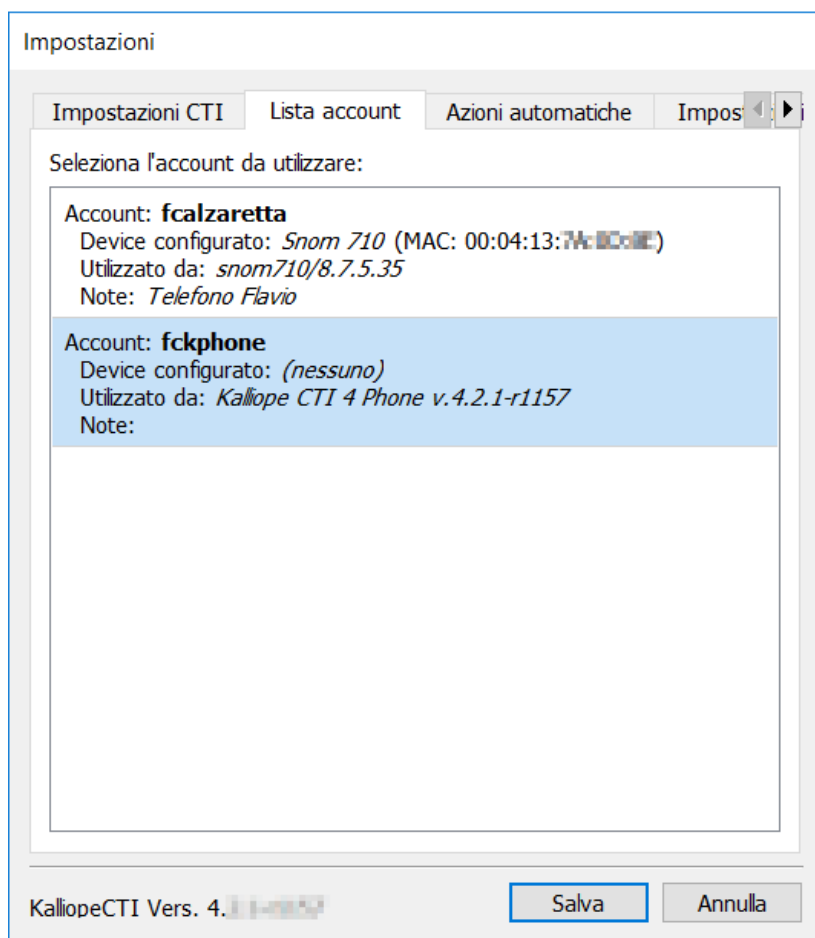 Impostazioni
Impostazioni CTI Lista account Azioni automatiche
Seleziona l'account da utilizzare:
Account: fcalzaretta
Device configurato: Snom 710 (MAC: 00:04:13:
Utilizzato da: snom710/8.7.5.35
Note: Telefono Flavio
Account: fckphone
Device configurato: (nessuno)
Utilizzato da: Kalliope CTI 4 Phone v.4.2.1-r1157
Note:
KalliopeCTI Vers. 4.
Salva Annulla